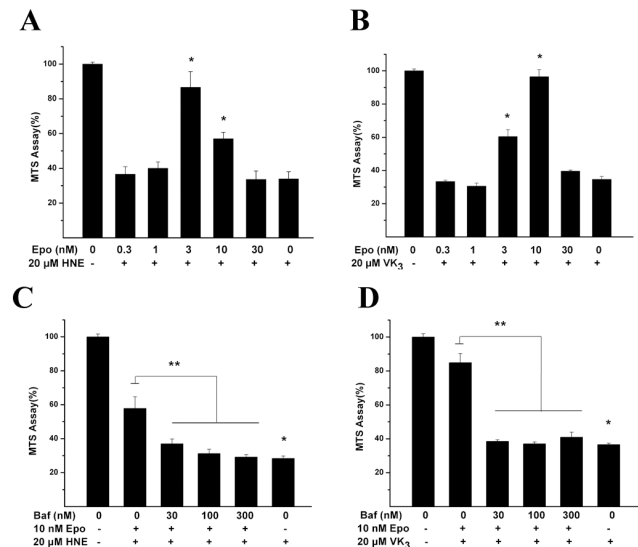 A
B
MTS Assay(%)
100
80
60
40
20
*
*
Epo (nM) 0 0.3 1 3 10 30 0
20 µM HNE - + + + + + +
MTS Assay(%)
100
80
60
40
20
*
*
Epo (nM) 0 0.3 1 3 10 30 0
20 µM VK3 - + + + + + +
C
D
MTS Assay(%)
100
80
60
40
20
**
*
Baf (nM) 0 0 30 100 300 0
10 nM Epo - + + + + -
20 µM HNE - + + + + +
MTS Assay(%)
100
80
60
40
20
**
*
Baf (nM) 0 0 30 100 300 0
10 nM Epo - + + + + -
20 µM VK3 - + + + + +